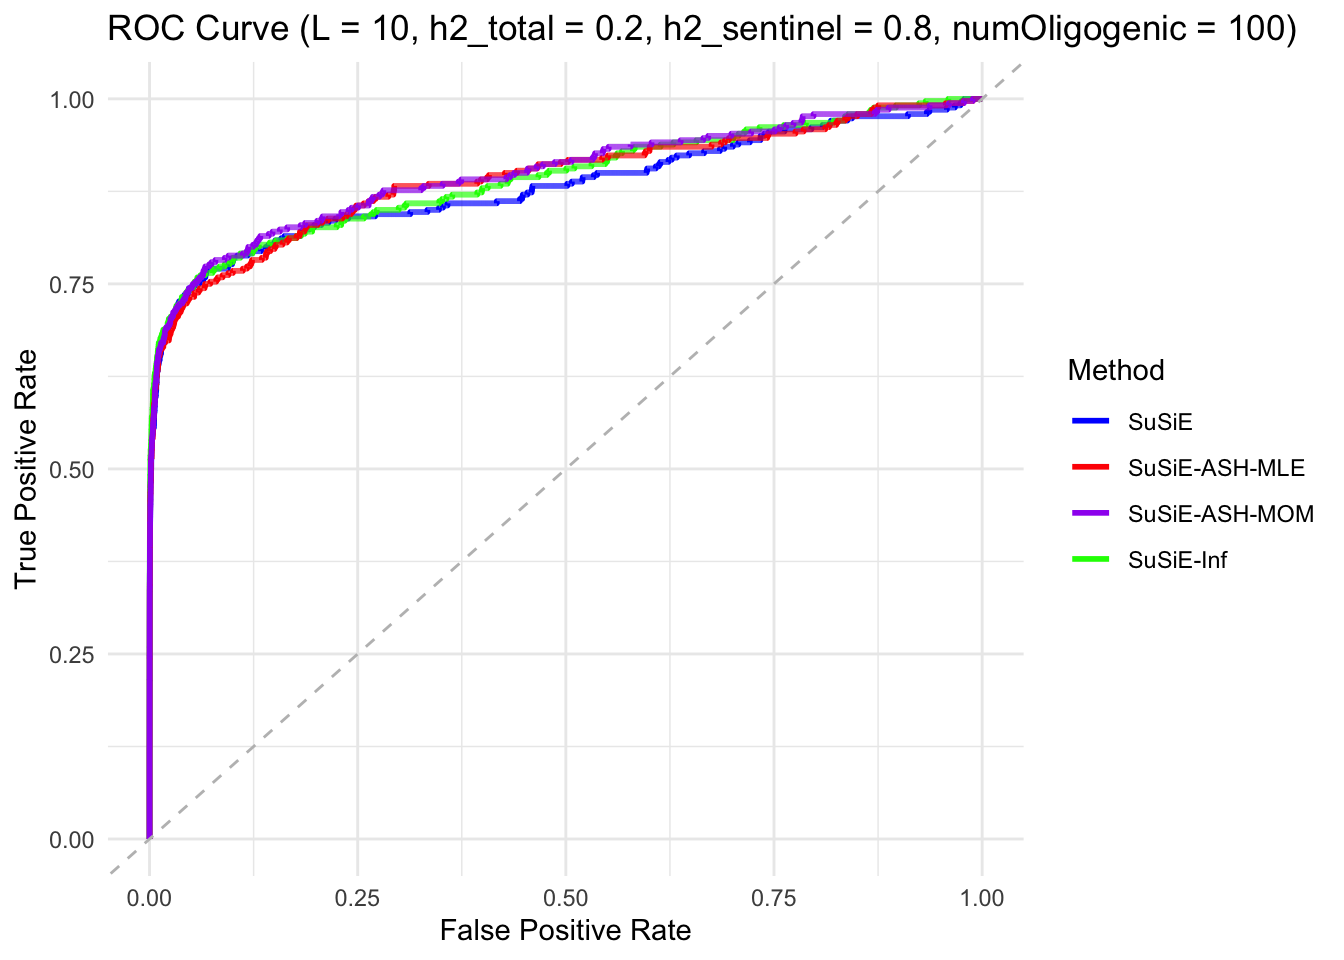 ROC Curve (L = 10, h2_total = 0.2, h2_sentinel = 0.8, numOligogenic = 100)
True Positive Rate
1.00
0.75
0.50
0.25
0.00
0.00
0.25
0.50
0.75
1.00
False Positive Rate
Method
SuSiE
SuSiE-ASH-MLE
SuSiE-ASH-MOM
SuSiE-Inf